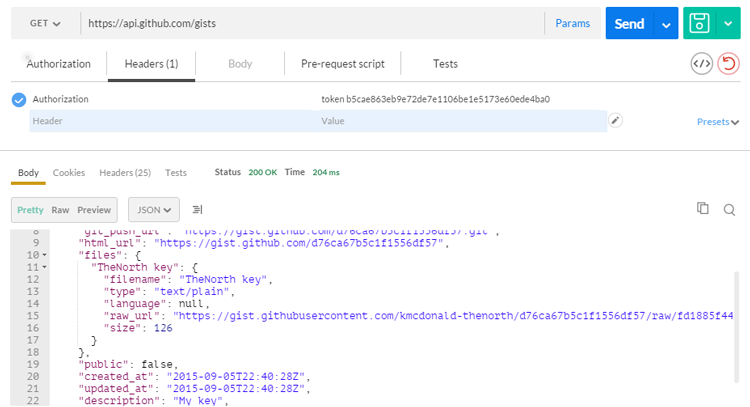 GET https://api.github.com/gists Params Send
Authorization Headers (1) Body Pre-request script Tests
Authorization token b5cae863eb9e72de7e1106be1e5173e60ede4ba0
Header Value Presets
Body Cookies Headers (25) Tests Status 200 OK Time 204 ms
Pretty Raw Preview JSON
8 "git_push_url": "https://gist.github.com/d76ca67b5c1f1556df57.git",
9 "html_url": "https://gist.github.com/d76ca67b5c1f1556df57",
10 "files": {
11 "TheNorth key": {
12 "filename": "TheNorth key",
13 "type": "text/plain",
14 "language": null,
15 "raw_url": "https://gist.githubusercontent.com/kmcdonald-thenorth/d76ca67b5c1f1556df57/raw/fd1885f44
16 "size": 126
17 }
18 },
19 "public": false,
20 "created_at": "2015-09-05T22:40:28Z",
21 "updated_at": "2015-09-05T22:40:28Z",
22 "description": "My key",